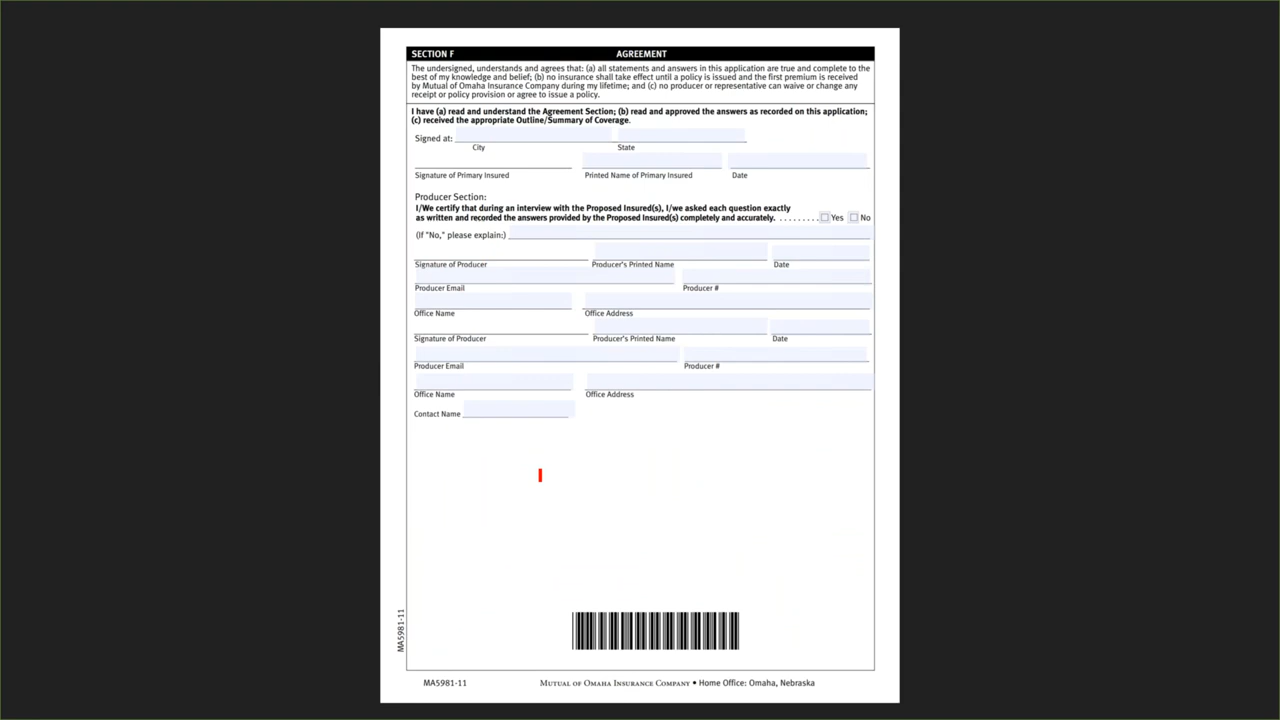 SECTION F AGREEMENT
The undersigned, understands and agrees that: (a) all statements and answers in this application are true and complete to the
best of my knowledge and belief; (b) no insurance shall take effect until a policy is issued and the first premium is received
by Mutual of Omaha Insurance Company during my lifetime; and (c) no producer or representative can waive or change any
receipt or policy provision or agree to issue a policy.
I have (a) read and understand the Agreement Section; (b) read and approved the answers as recorded on this application;
(c) received the appropriate Outline/Summary of Coverage.
Signed at:
City State
Signature of Primary Insured Printed Name of Primary Insured Date
Producer Section:
I/We certify that during an interview with the Proposed Insured(s), I/we asked each question exactly
as written and recorded the answers provided by the Proposed Insured(s) completely and accurately. . . . . . . . . Yes No
(If "No," please explain:)
Signature of Producer Producer's Printed Name Date
Producer Email Producer #
Office Name Office Address
Signature of Producer Producer's Printed Name Date
Producer Email Producer #
Office Name Office Address
Contact Name
MA5981-11
MA5981-11 MUTUAL OF OMAHA INSURANCE COMPANY • Home Office: Omaha, Nebraska